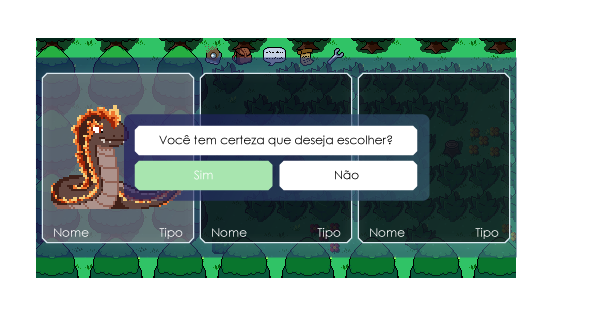 Você tem certeza que deseja escolher?
Sim
Não
Nome
Tipo
Nome
Tipo
Nome
Tipo